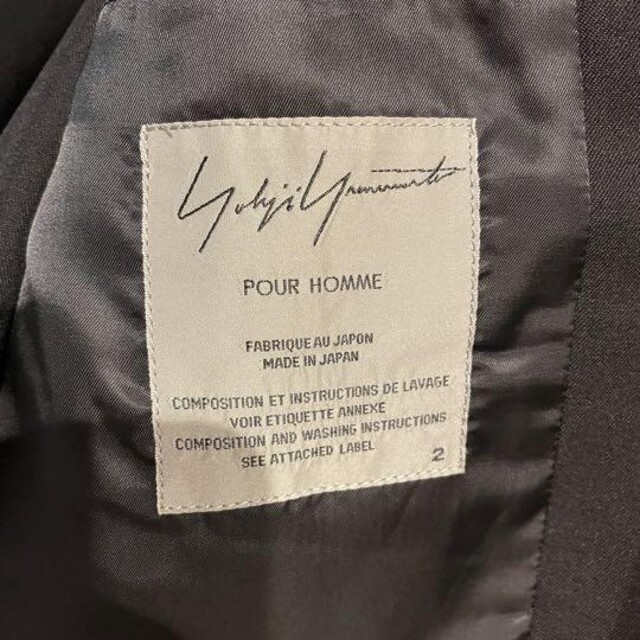 Yohji Yamamoto
POUR HOMME
FABRIQUE AU JAPON
MADE IN JAPAN
COMPOSITION ET INSTRUCTIONS DE LAVAGE
VOIR ETIQUETTE ANNEXE
COMPOSITION AND WASHING INSTRUCTIONS
SEE ATTACHED LABEL
2